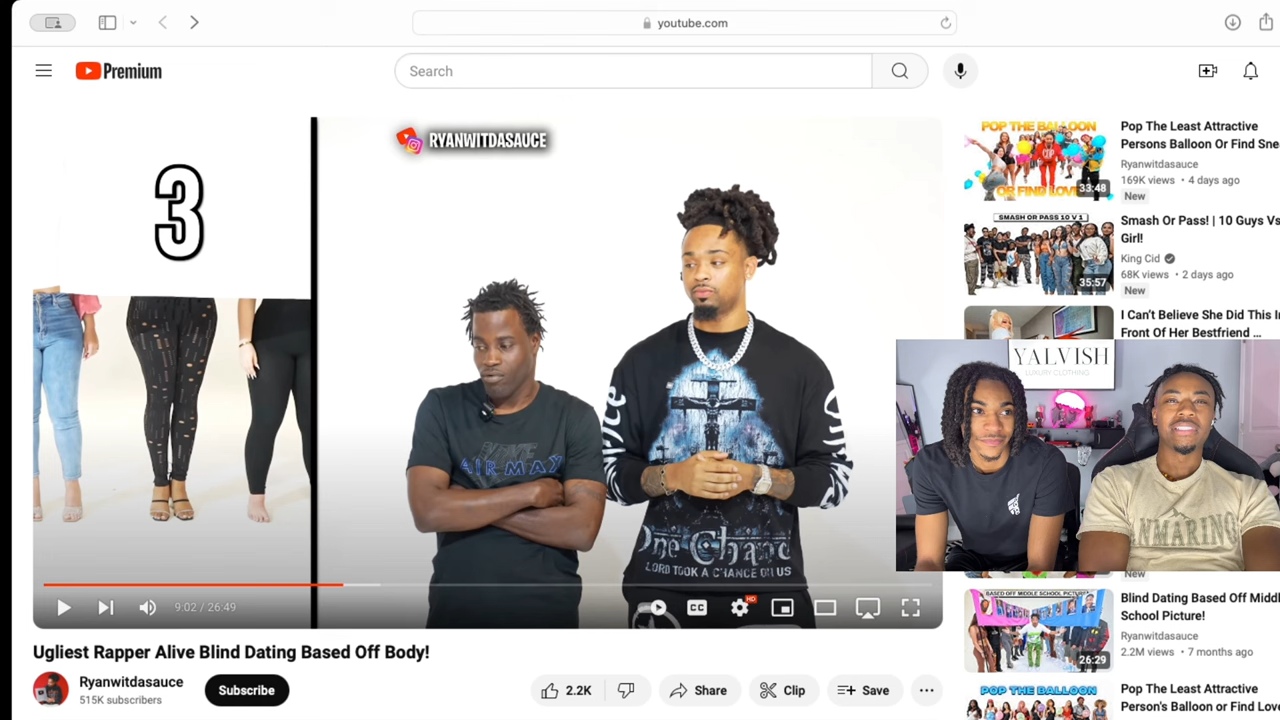 youtube.com
Premium
Search
RYANWITDASAUCE
3
AIRMAX
One Chance
LORD TOOK A CHANCE ON US
9:02 / 26:49
CC
HD
Ugliest Rapper Alive Blind Dating Based Off Body!
Ryanwitdasauce
515K subscribers
Subscribe
2.2K
Share
Clip
Save
POP THE BALLOON
OR FIND LOVE
33:48
Pop The Least Attractive
Persons Balloon Or Find Sne
Ryanwitdasauce
169K views • 4 days ago
New
SMASH OR PASS 10 V 1
35:57
Smash Or Pass! | 10 Guys Vs
Girl!
King Cid
68K views • 2 days ago
New
I Can't Believe She Did This In
Front Of Her Bestfriend ...
YALVISH
LUXURY CLOTHING
NMARINO
New
BASED OFF MIDDLE SCHOOL PICTURE
26:29
Blind Dating Based Off Middl
School Picture!
Ryanwitdasauce
2.2M views • 7 months ago
POP THE BALLOON
Pop The Least Attractive
Person's Balloon or Find Love